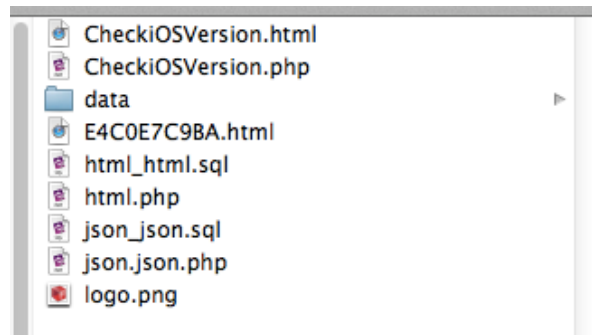 CheckiOSVersion.html
CheckiOSVersion.php
data
E4C0E7C9BA.html
html_html.sql
html.php
json_json.sql
json.json.php
logo.png